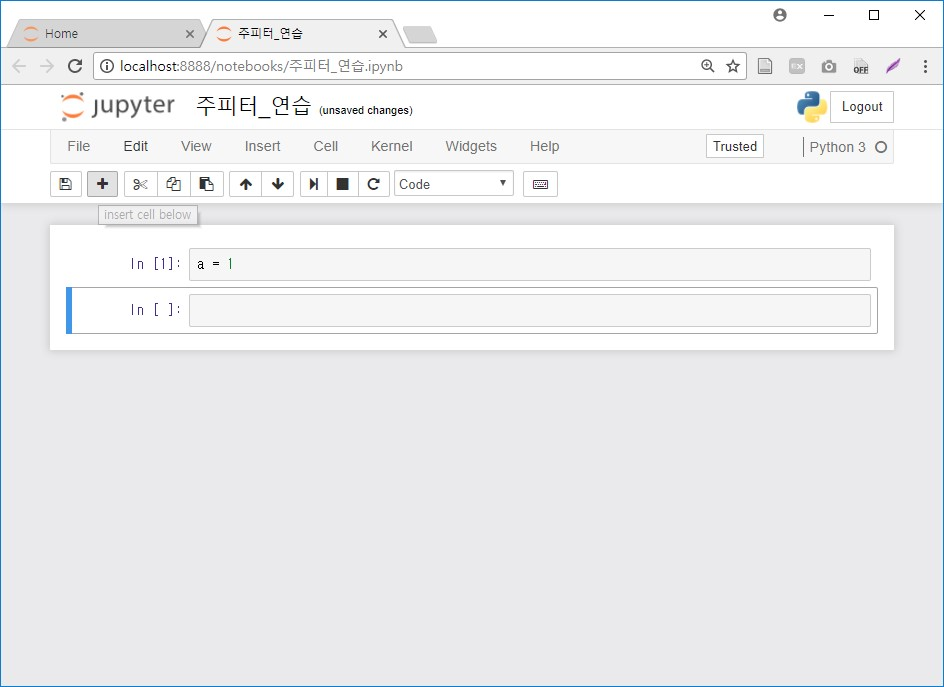 Home
주피터_연습
localhost:8888/notebooks/주피터_연습.ipynb
OFF
jupyter 주피터_연습 (unsaved changes)
Logout
File Edit View Insert Cell Kernel Widgets Help Trusted Python 3
Code
insert cell below
In [1]: a = 1
In [ ]: